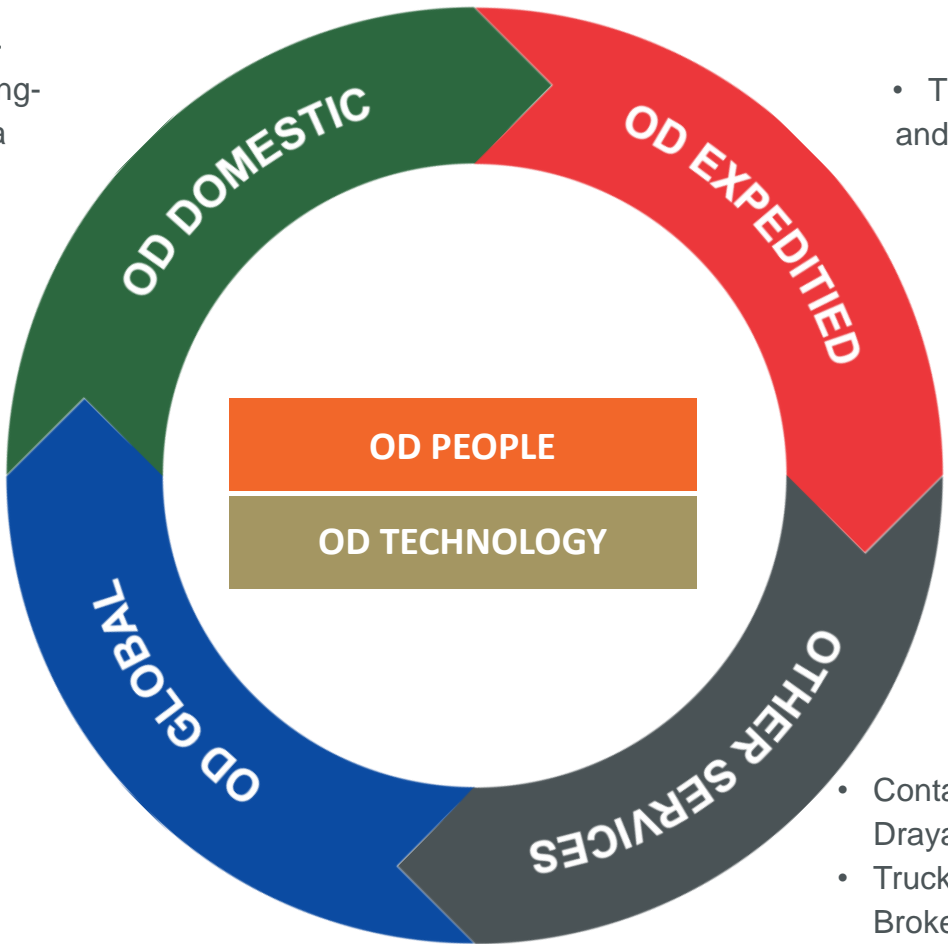 ng-
a
• T
and
OD DOMESTIC
OD EXPEDITIED
OD PEOPLE
OD TECHNOLOGY
OD GLOBAL
OTHER SERVICES
• Conta
Draya
• Truck
Broke